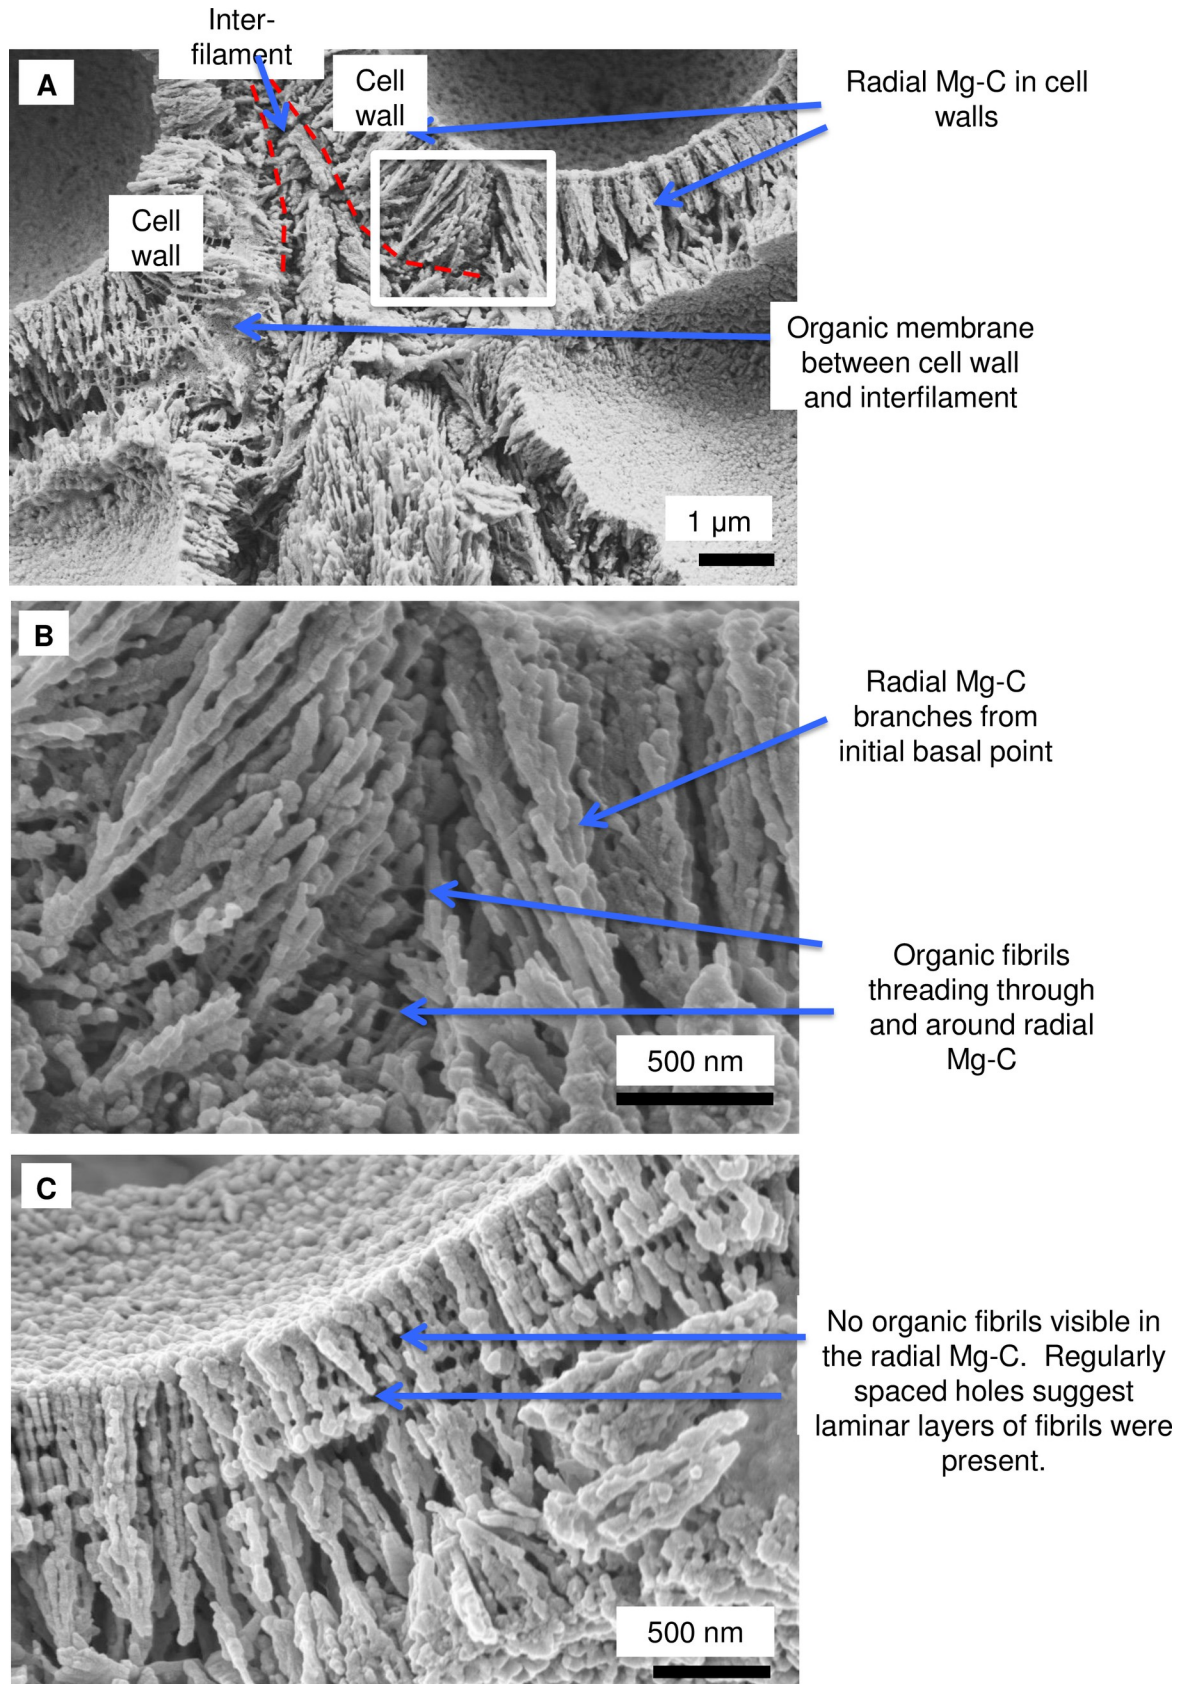 Inter-
filament
A
Cell
wall
Radial Mg-C in cell
walls
Cell
wall
Organic membrane
between cell wall
and interfilament
1 µm
B
Radial Mg-C
branches from
initial basal point
Organic fibrils
threading through
and around radial
Mg-C
500 nm
C
No organic fibrils visible in
the radial Mg-C. Regularly
spaced holes suggest
laminar layers of fibrils were
present.
500 nm